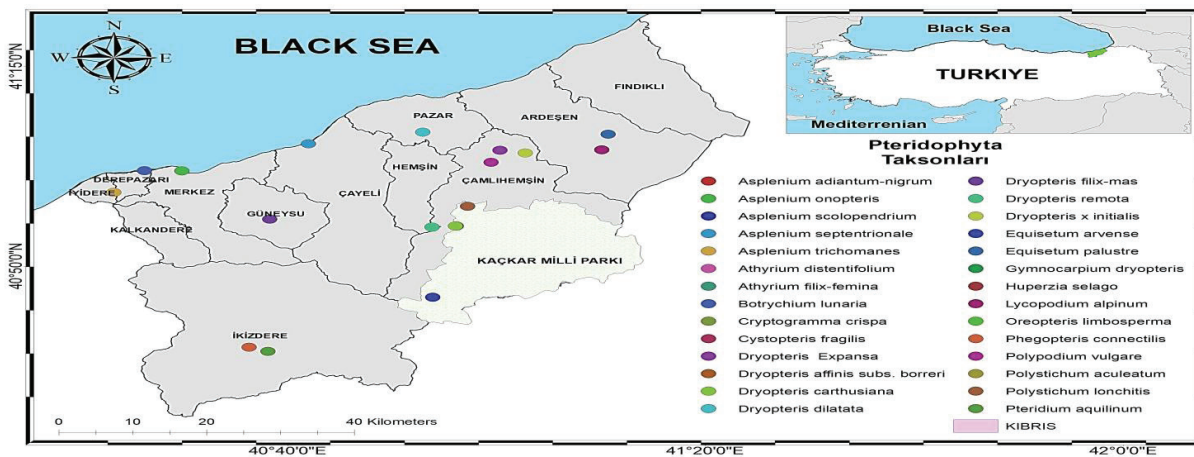 N
W E
S
BLACK SEA
41°15'0"N
40°50'0"N
FINDIKLI
PAZAR
ARDEŞEN
HEMŞİN
DEREPAZARI
İYİDERE
MERKEZ
ÇAYELİ
ÇAMLIHEMŞİN
GÜNEYSU
KALKANDERE
KAÇKAR MİLLİ PARKI
İKİZDERE
0 10 20 40 Kilometers
40°40'0"E
41°20'0"E
42°0'0"E
Black Sea
TURKIYE
Mediterrenian
Pteridophyta
Taksonları
Asplenium adiantum-nigrum
Asplenium onopteris
Asplenium scolopendrium
Asplenium septentrionale
Asplenium trichomanes
Athyrium distentifolium
Athyrium filix-femina
Botrychium lunaria
Cryptogramma crispa
Cystopteris fragilis
Dryopteris Expansa
Dryopteris affinis subs. borreri
Dryopteris carthusiana
Dryopteris dilatata
Dryopteris filix-mas
Dryopteris remota
Dryopteris x initialis
Equisetum arvense
Equisetum palustre
Gymnocarpium dryopteris
Huperzia selago
Lycopodium alpinum
Oreopteris limbosperma
Phegopteris connectilis
Polypodium vulgare
Polystichum aculeatum
Polystichum lonchitis
Pteridium aquilinum
KIBRIS